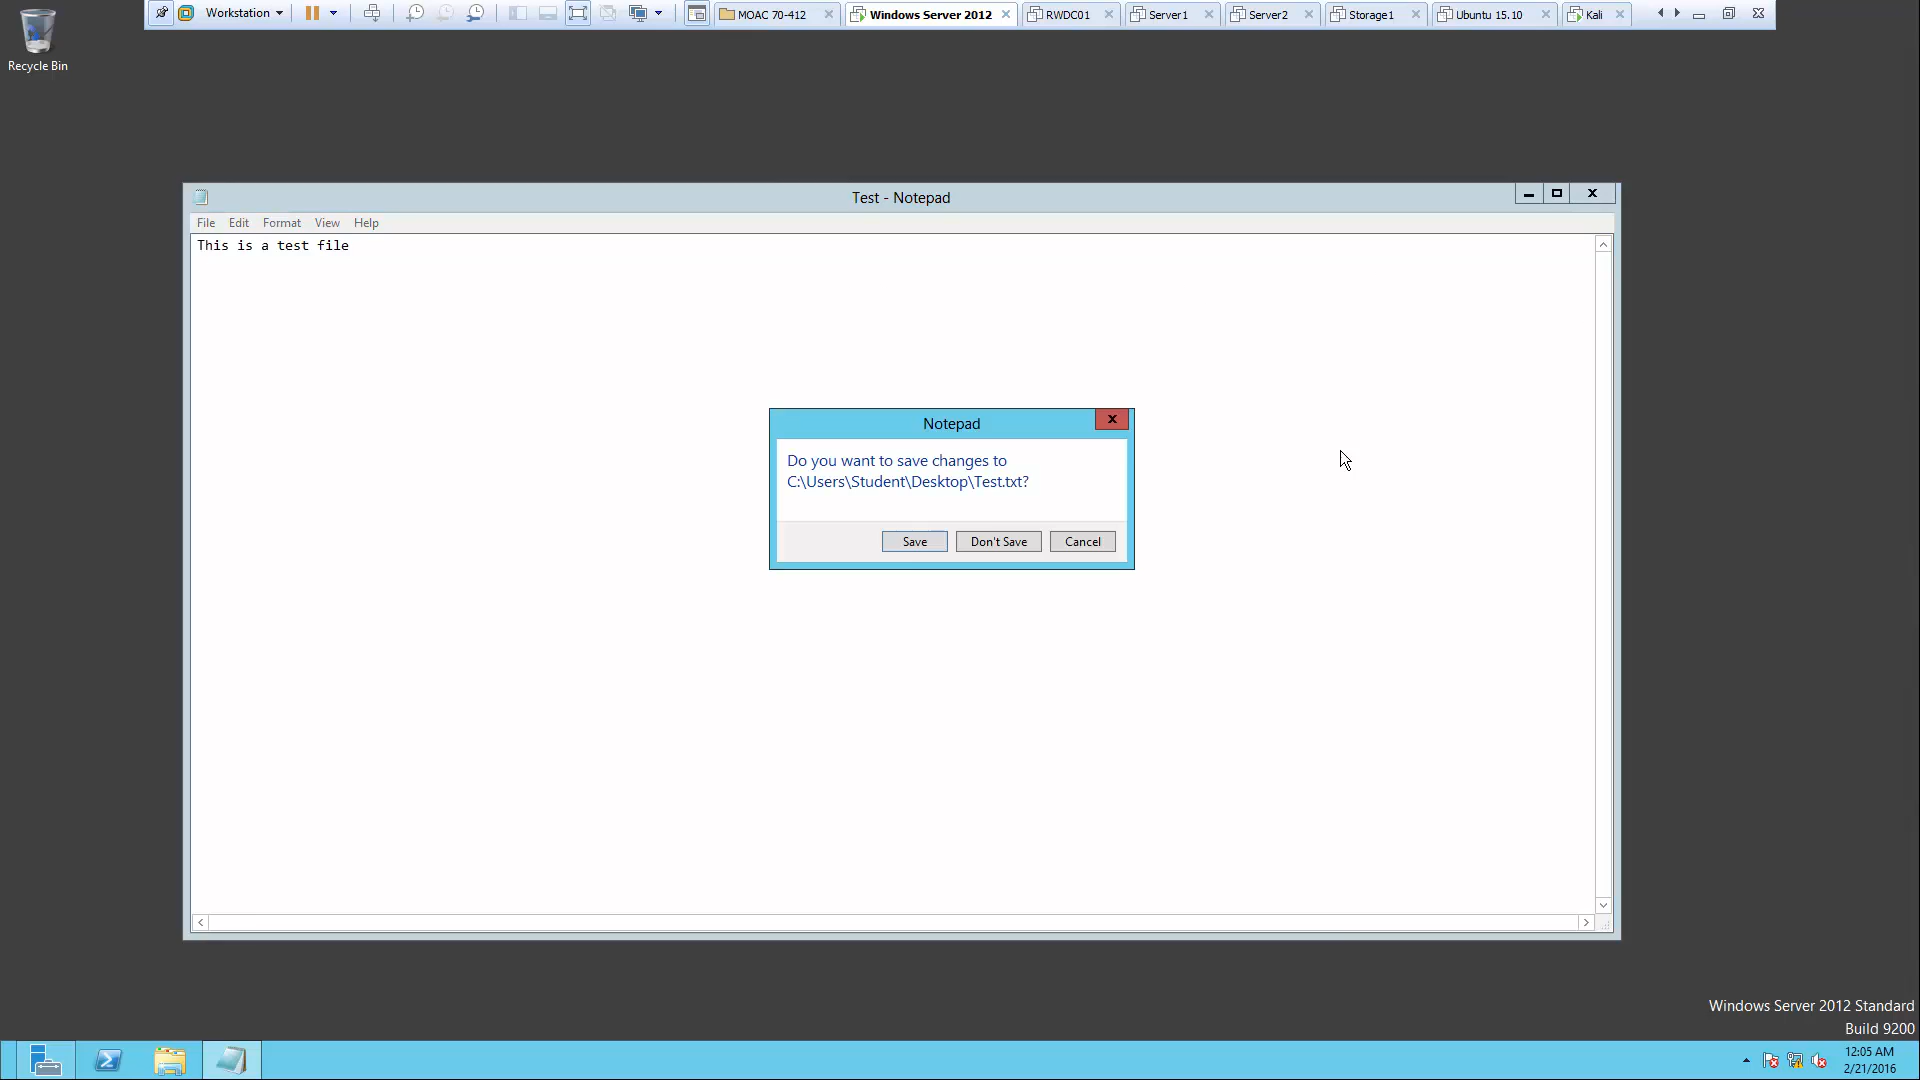 Workstation
MOAC 70-412
Windows Server 2012
RWDC01
Server1
Server2
Storage1
Ubuntu 15.10
Kali
Recycle Bin
Test - Notepad
File Edit Format View Help
This is a test file
Notepad
Do you want to save changes to
C:\Users\Student\Desktop\Test.txt?
Save Don't Save Cancel
Windows Server 2012 Standard
Build 9200
12:05 AM
2/21/2016